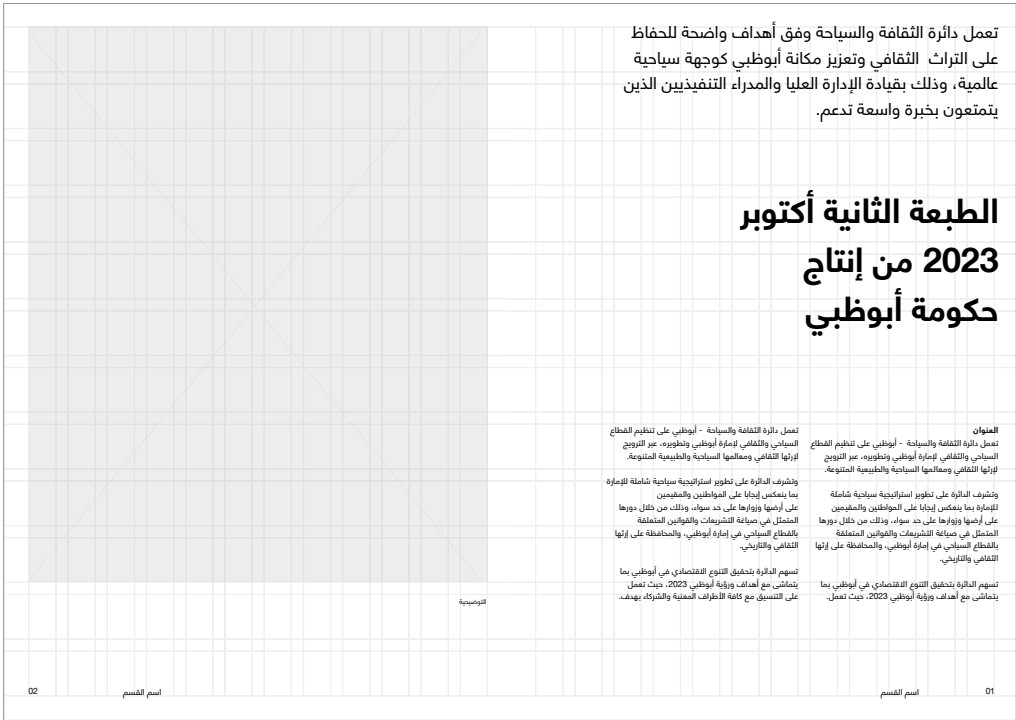 تعمل دائرة الثقافة والسياحة وفق أهداف واضحة للحفاظ
على التراث الثقافي وتعزيز مكانة أبوظبي كوجهة سياحية
عالمية، وذلك بقيادة الإدارة العليا والمدراء التنفيذيين الذين
يتمتعون بخبرة واسعة تدعم.
الطبعة الثانية أكتوبر
2023 من إنتاج
حكومة أبوظبي
العنوان
تعمل دائرة الثقافة والسياحة - أبوظبي على تنظيم القطاع
السياحي والثقافي لإمارة أبوظبي وتطويره، عبر الترويج
لإرثها الثقافي ومعالمها السياحية والطبيعية المتنوعة.
وتشرف الدائرة على تطوير استراتيجية سياحية شاملة
للإمارة بما ينعكس إيجابا على المواطنين والمقيمين
على أرضها وزوارها على حد سواء، وذلك من خلال دورها
المتمثل في صياغة التشريعات والقوانين المتعلقة
بالقطاع السياحي في إمارة أبوظبي، والمحافظة على إرثها
الثقافي والتاريخي.
تسهم الدائرة بتحقيق التنوع الاقتصادي في أبوظبي بما
يتماشى مع أهداف ورؤية أبوظبي 2023، حيث تعمل.
تعمل دائرة الثقافة والسياحة - أبوظبي على تنظيم القطاع
السياحي والثقافي لإمارة أبوظبي وتطويره، عبر الترويج
لإرثها الثقافي ومعالمها السياحية والطبيعية المتنوعة.
وتشرف الدائرة على تطوير استراتيجية سياحية شاملة للإمارة
بما ينعكس إيجابا على المواطنين والمقيمين
على أرضها وزوارها على حد سواء، وذلك من خلال دورها
المتمثل في صياغة التشريعات والقوانين المتعلقة
بالقطاع السياحي في إمارة أبوظبي، والمحافظة على إرثها
الثقافي والتاريخي.
تسهم الدائرة بتحقيق التنوع الاقتصادي في أبوظبي بما
يتماشى مع أهداف ورؤية أبوظبي 2023، حيث تعمل
على التنسيق مع كافة الأطراف المعنية والشركاء بهدف.
التوضيحية
01
اسم القسم
اسم القسم
02